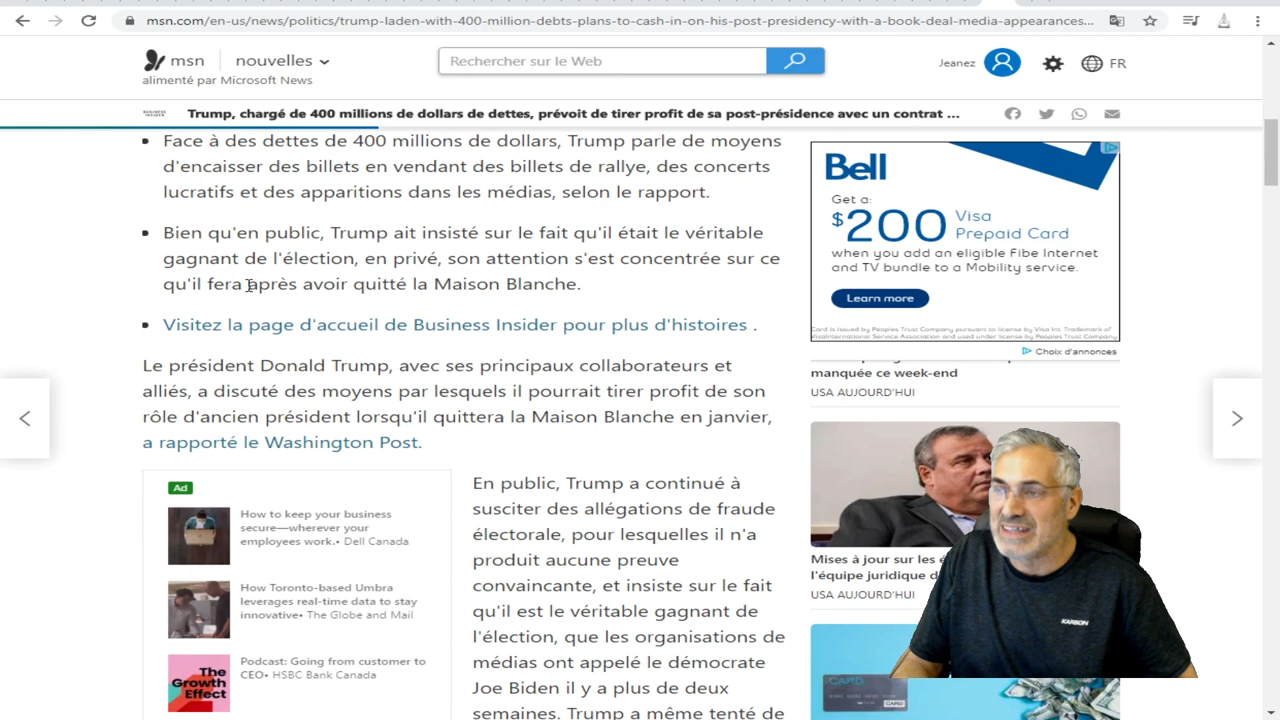 msn.com/en-us/news/politics/trump-laden-with-400-million-debts-plans-to-cash-in-on-his-post-presidency-with-a-book-deal-media-appearances...
msn nouvelles
alimenté par Microsoft News
Rechercher sur le Web
Jeanez
FR
BUSINESS INSIDER
Trump, chargé de 400 millions de dollars de dettes, prévoit de tirer profit de sa post-présidence avec un contrat ...
Face à des dettes de 400 millions de dollars, Trump parle de moyens
d'encaisser des billets en vendant des billets de rallye, des concerts
lucratifs et des apparitions dans les médias, selon le rapport.
Bien qu'en public, Trump ait insisté sur le fait qu'il était le véritable
gagnant de l'élection, en privé, son attention s'est concentrée sur ce
qu'il fera après avoir quitté la Maison Blanche.
Visitez la page d'accueil de Business Insider pour plus d'histoires .
Le président Donald Trump, avec ses principaux collaborateurs et
alliés, a discuté des moyens par lesquels il pourrait tirer profit de son
rôle d'ancien président lorsqu'il quittera la Maison Blanche en janvier,
a rapporté le Washington Post.
Ad
How to keep your business
secure—wherever your
employees work.• Dell Canada
How Toronto-based Umbra
leverages real-time data to stay
innovative• The Globe and Mail
The
Growth
Effect
Podcast: Going from customer to
CEO• HSBC Bank Canada
En public, Trump a continué à
susciter des allégations de fraude
électorale, pour lesquelles il n'a
produit aucune preuve
convaincante, et insiste sur le fait
qu'il est le véritable gagnant de
l'élection, que les organisations de
médias ont appelé le démocrate
Joe Biden il y a plus de deux
semaines. Trump a même tenté de
Bell
Get a:
$200 Visa
Prepaid Card
when you add an eligible Fibe Internet
and TV bundle to a Mobility service.
Learn more
Card is issued by Peoples Trust Company pursuant to license by Visa Int. Trademark of
Visa International Service Association and used under license by Peoples Trust Company.
Choix d'annonces
manquée ce week-end
USA AUJOURD'HUI
Mises à jour sur les
l'équipe juridique
USA AUJOURD'HUI
KARBON
CARD
CARD